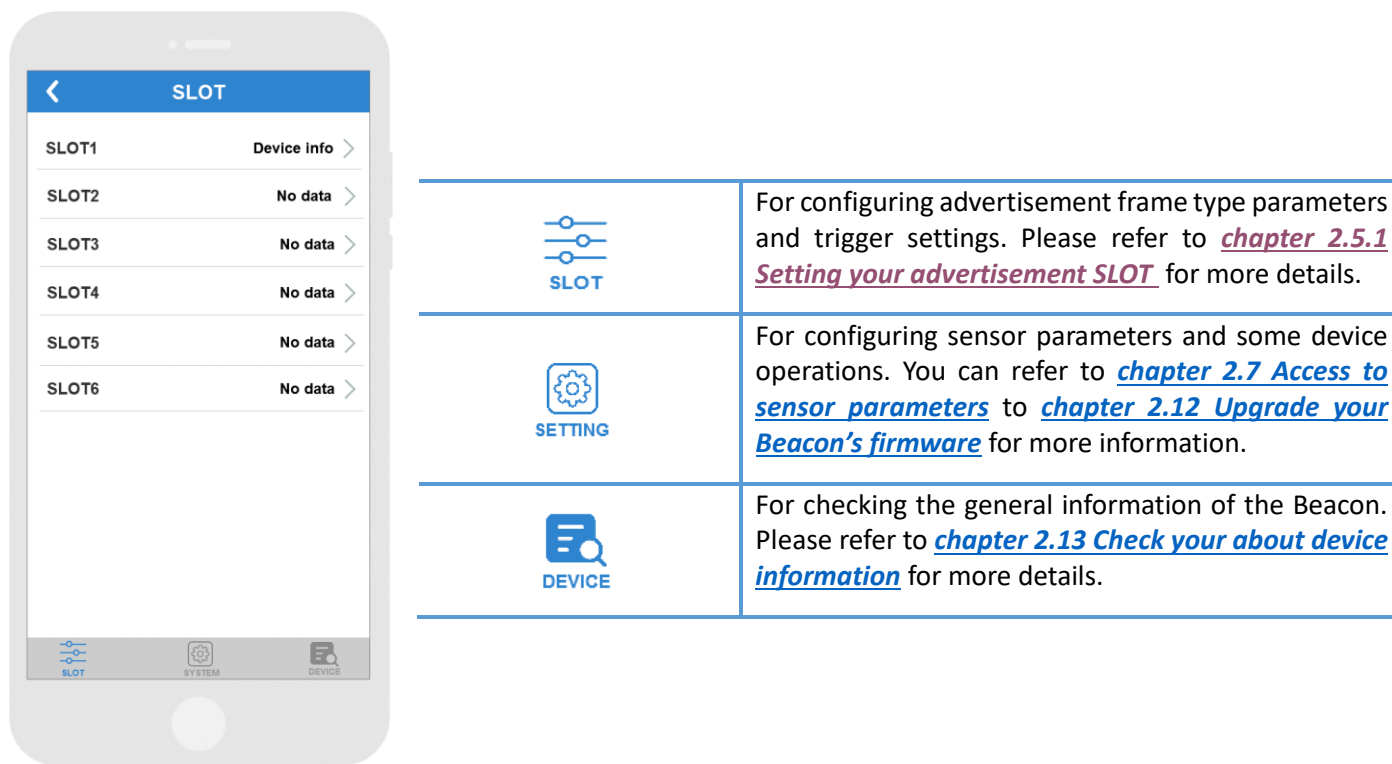 SLOT
SLOT1 Device info
SLOT2 No data
SLOT3 No data
SLOT4 No data
SLOT5 No data
SLOT6 No data
SLOT SYSTEM DEVICE
SLOT
For configuring advertisement frame type parameters
and trigger settings. Please refer to chapter 2.5.1
Setting your advertisement SLOT for more details.
SETTING
For configuring sensor parameters and some device
operations. You can refer to chapter 2.7 Access to
sensor parameters to chapter 2.12 Upgrade your
Beacon’s firmware for more information.
DEVICE
For checking the general information of the Beacon.
Please refer to chapter 2.13 Check your about device
information for more details.